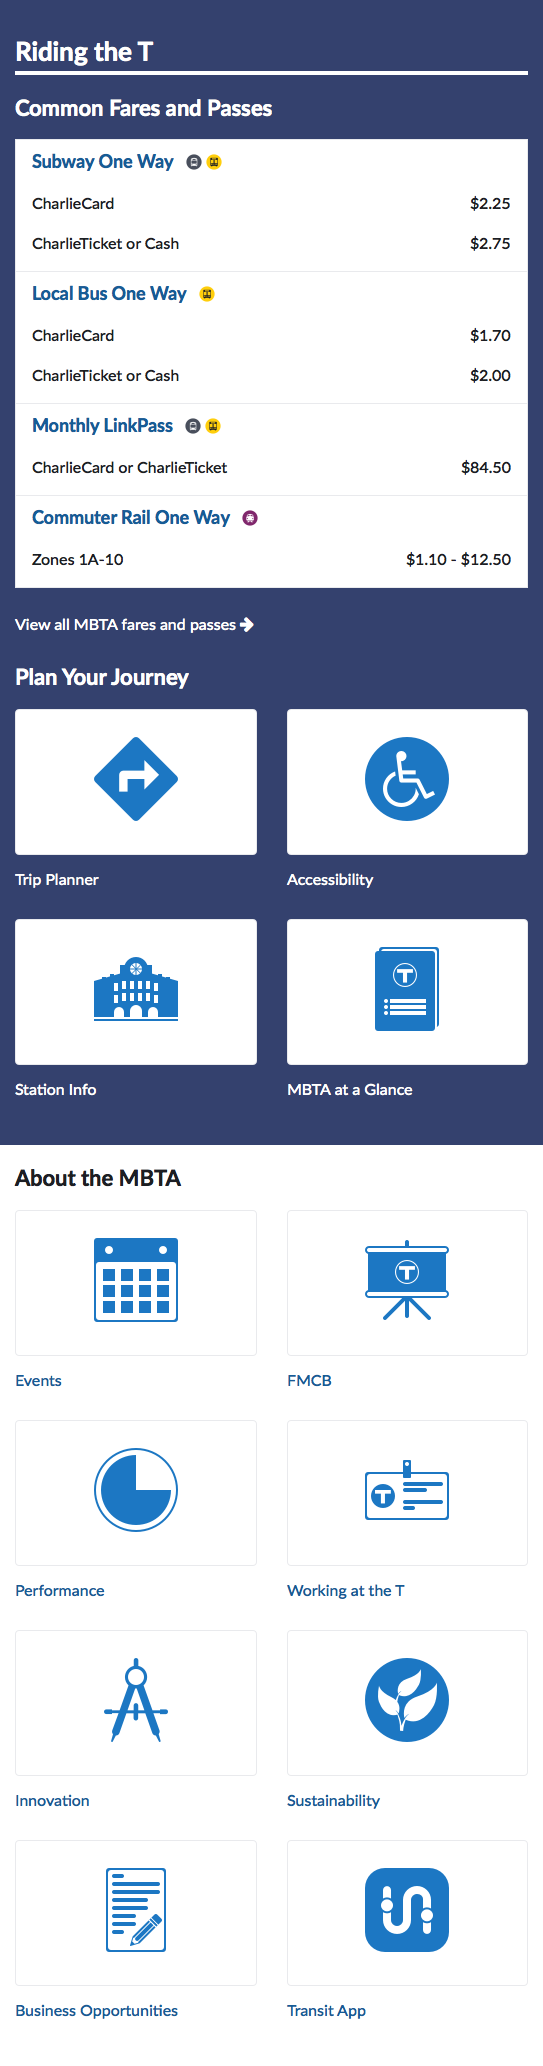 Riding the T
Common Fares and Passes
Subway One Way
CharlieCard $2.25
CharlieTicket or Cash $2.75
Local Bus One Way
CharlieCard $1.70
CharlieTicket or Cash $2.00
Monthly LinkPass
CharlieCard or CharlieTicket $84.50
Commuter Rail One Way
Zones 1A-10 $1.10 - $12.50
View all MBTA fares and passes
Plan Your Journey
Trip Planner
Accessibility
T
Station Info
MBTA at a Glance
About the MBTA
T
Events
FMCB
T
Performance
Working at the T
Innovation
Sustainability
Business Opportunities
Transit App